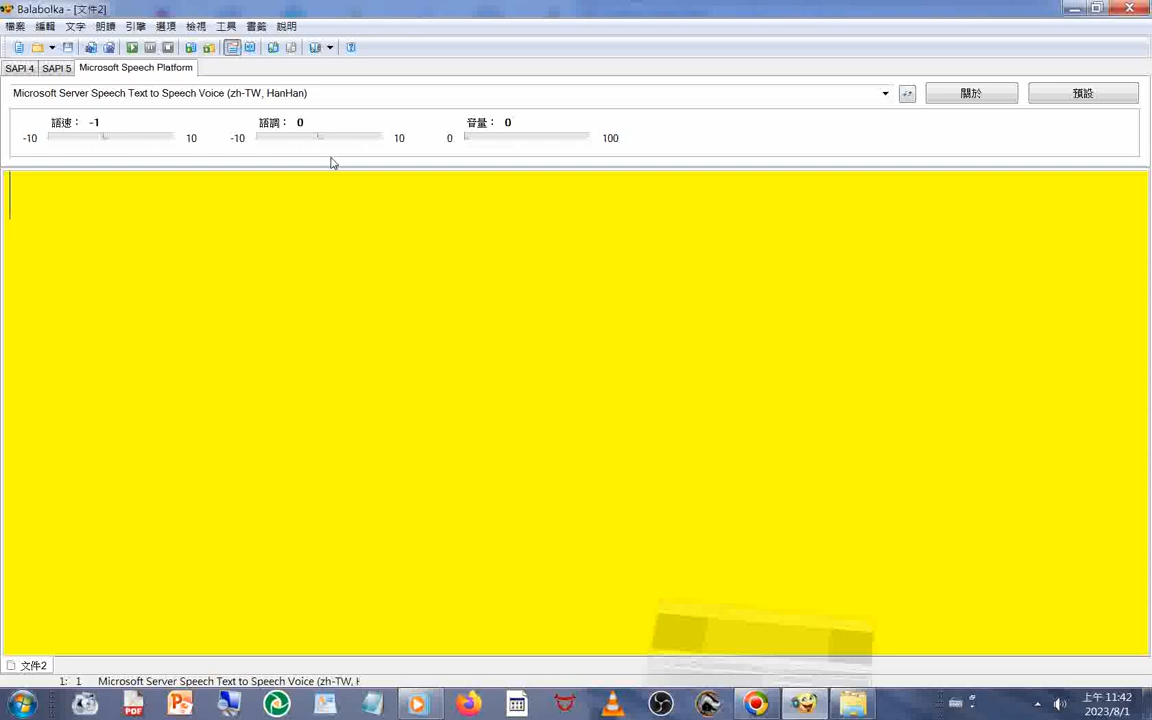 Balabolka - [文件2]
檔案 編輯 文字 朗讀 引擎 選項 檢視 工具 書籤 說明
SAPI 4 SAPI 5 Microsoft Speech Platform
Microsoft Server Speech Text to Speech Voice (zh-TW, HanHan) 關於 預設
語速： -1 語調： 0 音量： 0
-10 10 -10 10 0 100
文件2
1: 1 Microsoft Server Speech Text to Speech Voice (zh-TW, H
PDF
上午 11:42
2023/8/1